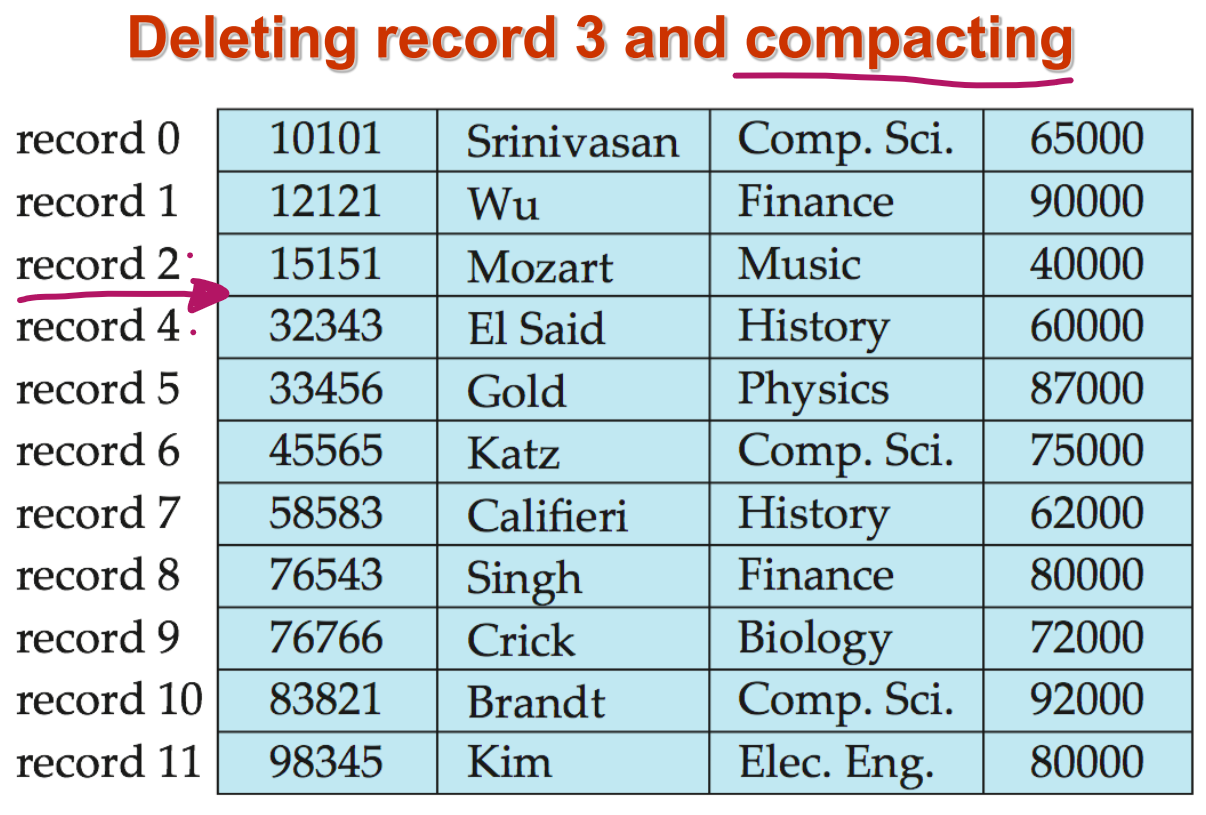 Deleting record 3 and compacting
record 0 10101 Srinivasan Comp. Sci. 65000
record 1 12121 Wu Finance 90000
record 2 15151 Mozart Music 40000
record 4 32343 El Said History 60000
record 5 33456 Gold Physics 87000
record 6 45565 Katz Comp. Sci. 75000
record 7 58583 Califieri History 62000
record 8 76543 Singh Finance 80000
record 9 76766 Crick Biology 72000
record 10 83821 Brandt Comp. Sci. 92000
record 11 98345 Kim Elec. Eng. 80000